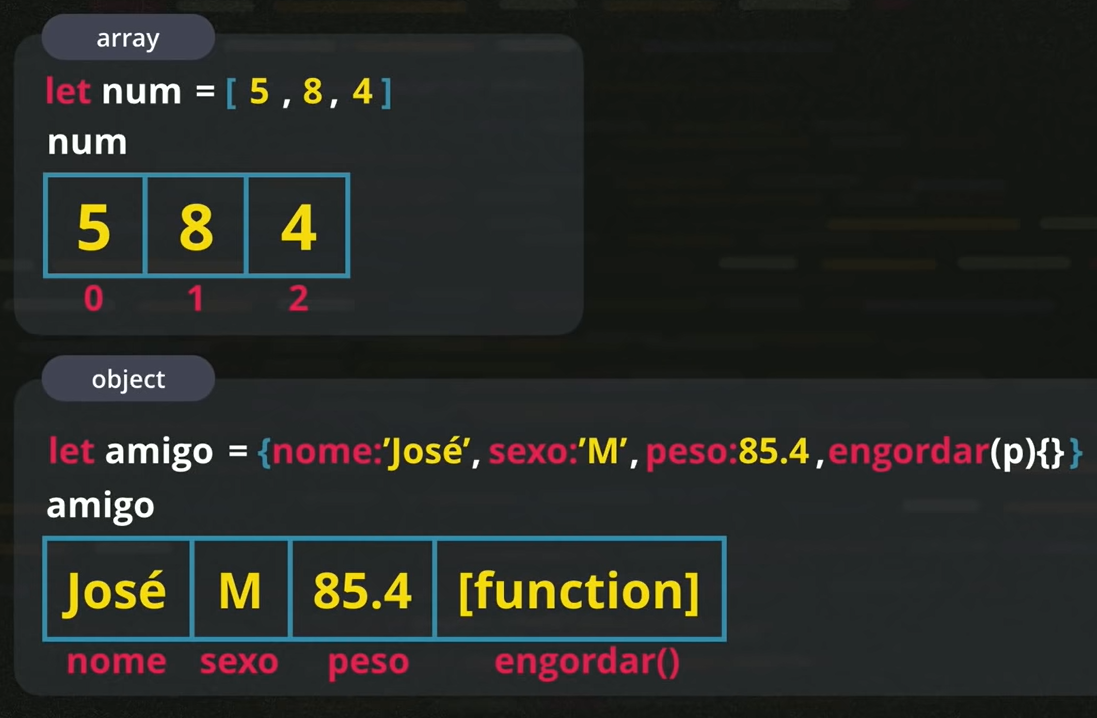 array
let num = [ 5 , 8 , 4 ]
num
5 8 4
0 1 2
object
let amigo = {nome:’José’, sexo:’M’, peso:85.4 ,engordar(p){} }
amigo
José M 85.4 [function]
nome sexo peso engordar()